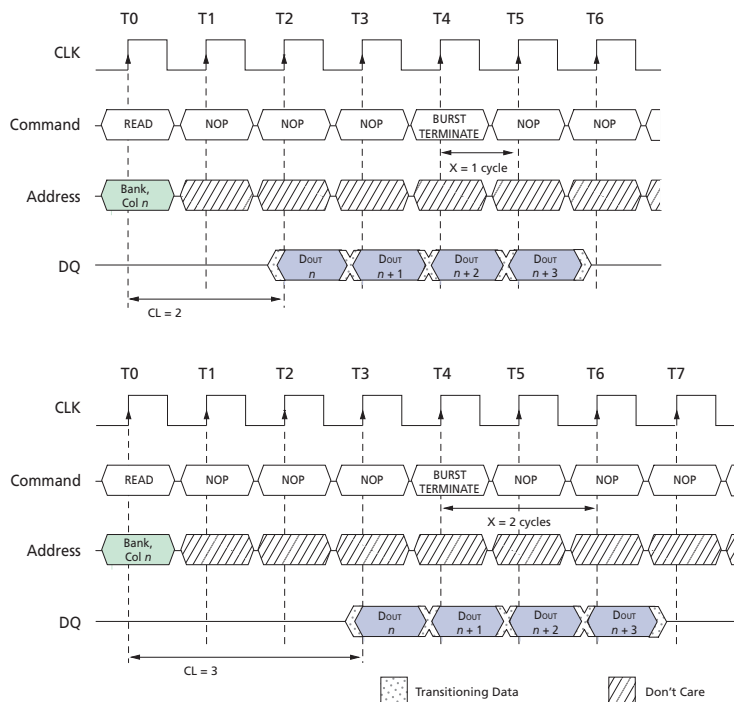 T0 T1 T2 T3 T4 T5 T6
CLK
Command READ NOP NOP NOP BURST TERMINATE NOP NOP
X = 1 cycle
Address Bank, Col n
DQ DOUT n DOUT n + 1 DOUT n + 2 DOUT n + 3
CL = 2
T0 T1 T2 T3 T4 T5 T6 T7
CLK
Command READ NOP NOP NOP BURST TERMINATE NOP NOP NOP
X = 2 cycles
Address Bank, Col n
DQ DOUT n DOUT n + 1 DOUT n + 2 DOUT n + 3
CL = 3
Transitioning Data Don't Care